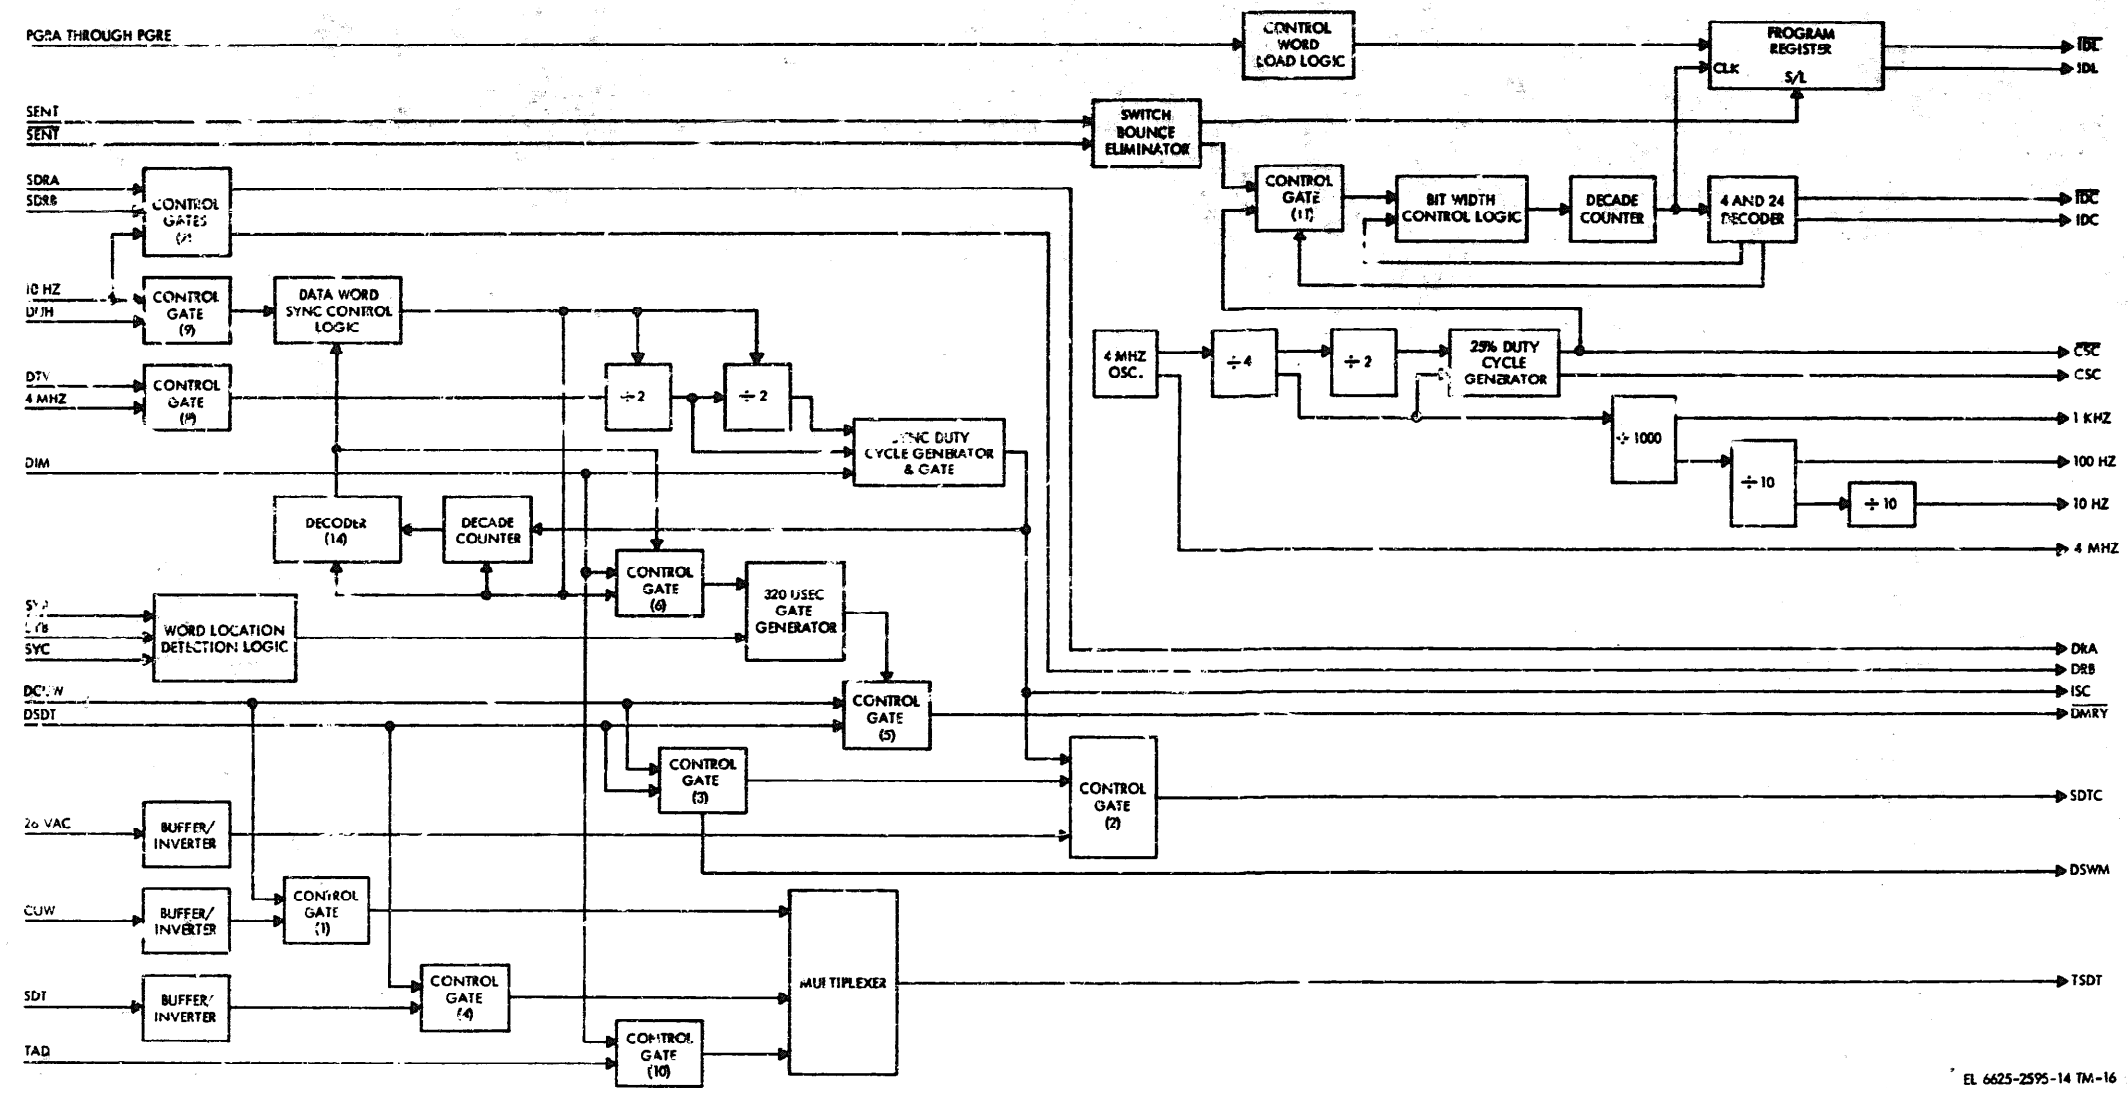 PGRA THROUGH PGRE
CONTROL
WORD
LOAD LOGIC
PROGRAM
REGISTER
CLK
S/L
IDL
IDL
SENT
SENT
SWITCH
BOUNCE
ELIMINATOR
SDRA
SDRB
CONTROL
GATES
CONTROL
GATE
(11)
BIT WIDTH
CONTROL LOGIC
DECADE
COUNTER
4 AND 24
DECODER
IDC
IDC
10 HZ
CONTROL
GATE
(9)
DATA WORD
SYNC CONTROL
LOGIC
4 MHZ
CONTROL
GATE
÷ 2
÷ 2
4 MHZ
OSC.
÷ 4
÷ 2
25% DUTY
CYCLE
GENERATOR
CSC
CSC
÷ 1000
1 KHZ
÷ 10
100 HZ
÷ 10
10 HZ
4 MHZ
DIM
SYNC DUTY
CYCLE GENERATOR
& GATE
DECODER
(14)
DECADE
COUNTER
CONTROL
GATE
(6)
320 USEC
GATE
GENERATOR
SYC
WORD LOCATION
DETECTION LOGIC
DRA
DRB
ISC
DMRY
DSDT
CONTROL
GATE
(5)
CONTROL
GATE
(3)
CONTROL
GATE
(2)
SDTC
26 VAC
BUFFER/
INVERTER
DSWM
CUW
BUFFER/
INVERTER
CONTROL
GATE
(1)
SDT
BUFFER/
INVERTER
CONTROL
GATE
(4)
MULTIPLEXER
TSDT
TAD
CONTROL
GATE
(10)
EL 6625-2595-14 TM-16